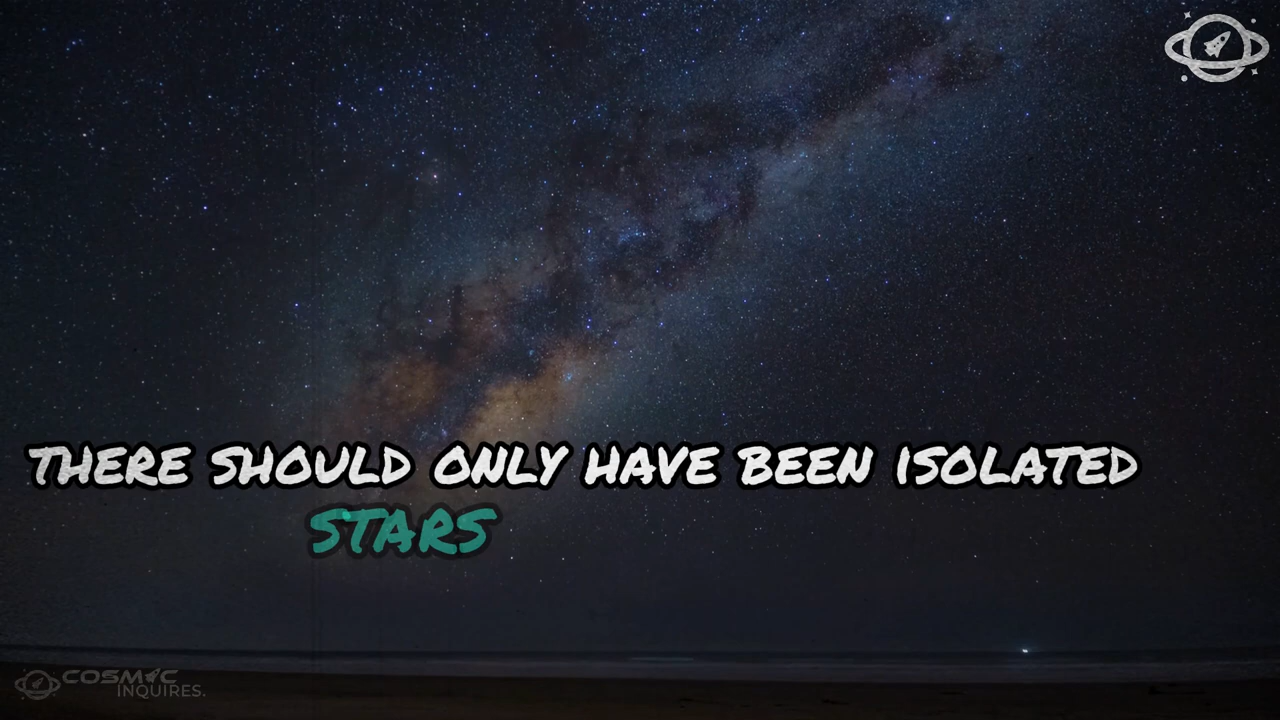 THERE SHOULD ONLY HAVE BEEN ISOLATED
STARS
COSMIC
INQUIRES.